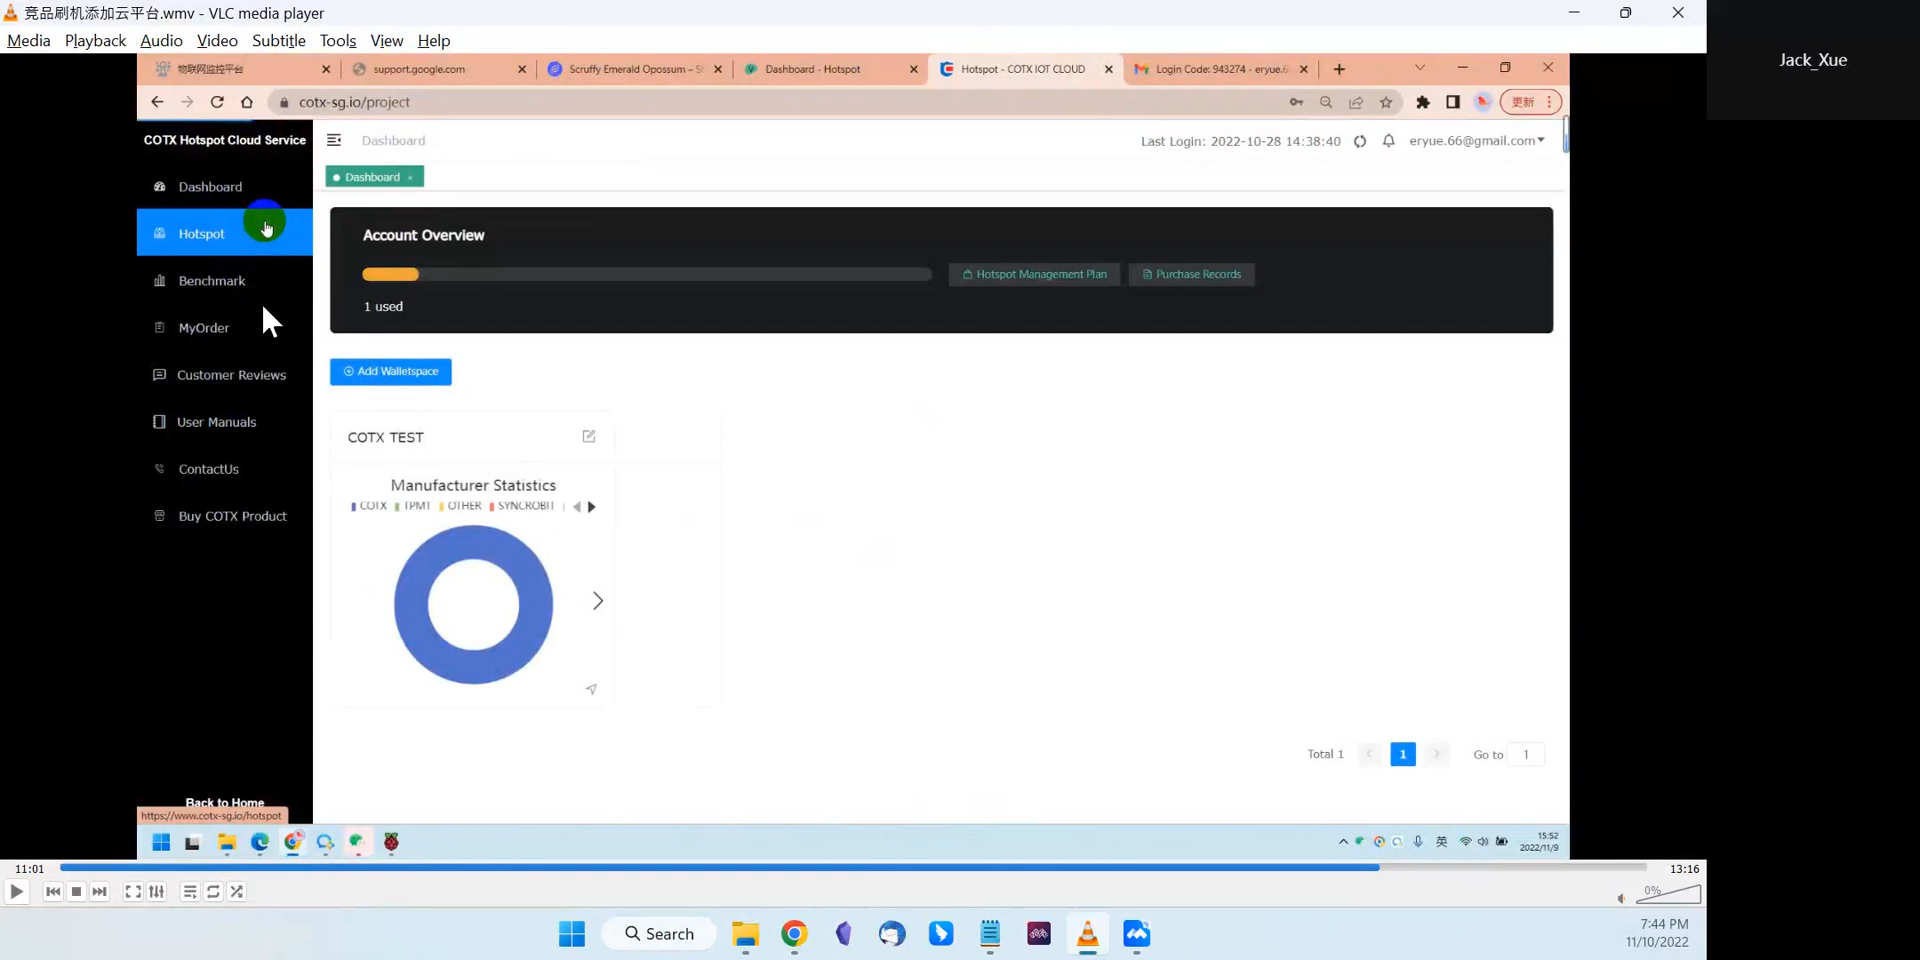 竞品刷机添加云平台.wmv - VLC media player
Jack_Xue
Media Playback Audio Video Subtitle Tools View Help
物联网监控平台
support.google.com
Scruffy Emerald Opossum – S
Dashboard - Hotspot
Hotspot - COTX IOT CLOUD
Login Code: 943274 - eryue.6
cotx-sg.io/project
更新
COTX Hotspot Cloud Service
Dashboard
Last Login: 2022-10-28 14:38:40
eryue.66@gmail.com
Dashboard
Dashboard
Hotspot
Benchmark
MyOrder
Customer Reviews
User Manuals
ContactUs
Buy COTX Product
Back to Home
https://www.cotx-sg.io/hotspot
Account Overview
Hotspot Management Plan
Purchase Records
1 used
Add Walletspace
COTX TEST
Manufacturer Statistics
COTX TPMT OTHER SYNCROBIT
Total 1
1
Go to 1
英
15:52
2022/11/9
11:01
13:16
0%
Search
7:44 PM
11/10/2022